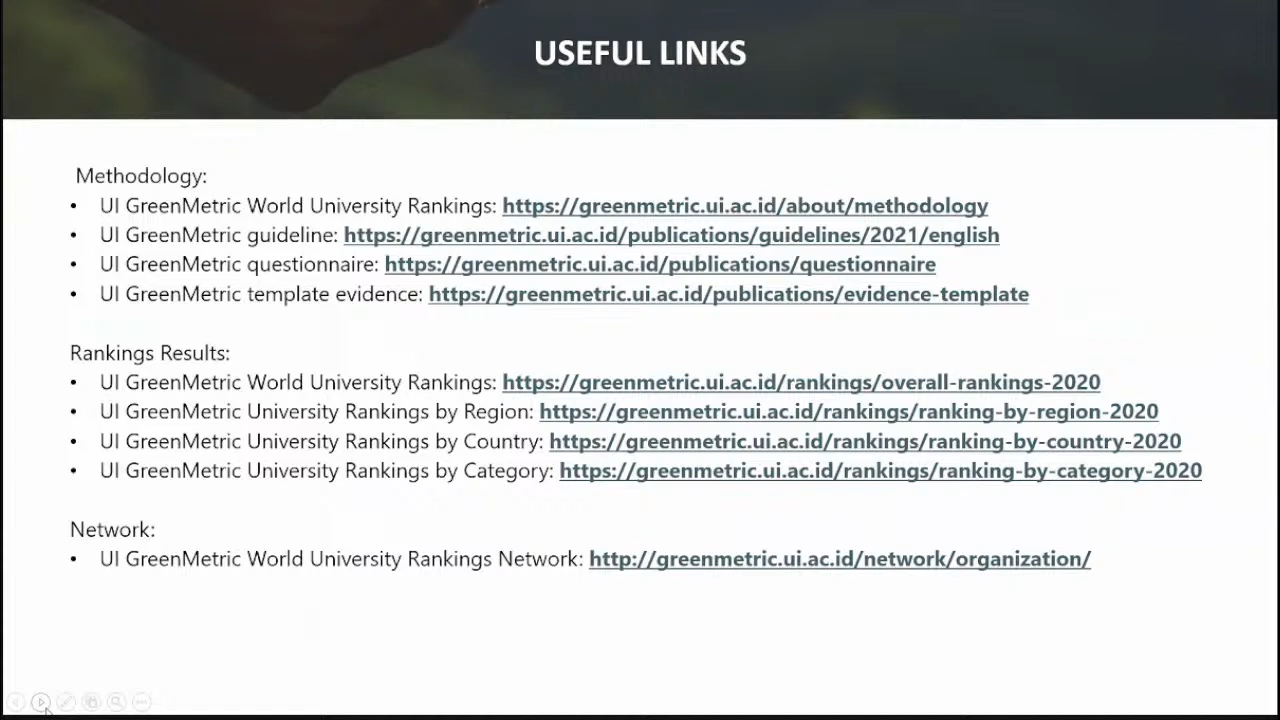 USEFUL LINKS
Methodology:
• UI GreenMetric World University Rankings: https://greenmetric.ui.ac.id/about/methodology
• UI GreenMetric guideline: https://greenmetric.ui.ac.id/publications/guidelines/2021/english
• UI GreenMetric questionnaire: https://greenmetric.ui.ac.id/publications/questionnaire
• UI GreenMetric template evidence: https://greenmetric.ui.ac.id/publications/evidence-template
Rankings Results:
• UI GreenMetric World University Rankings: https://greenmetric.ui.ac.id/rankings/overall-rankings-2020
• UI GreenMetric University Rankings by Region: https://greenmetric.ui.ac.id/rankings/ranking-by-region-2020
• UI GreenMetric University Rankings by Country: https://greenmetric.ui.ac.id/rankings/ranking-by-country-2020
• UI GreenMetric University Rankings by Category: https://greenmetric.ui.ac.id/rankings/ranking-by-category-2020
Network:
• UI GreenMetric World University Rankings Network: http://greenmetric.ui.ac.id/network/organization/